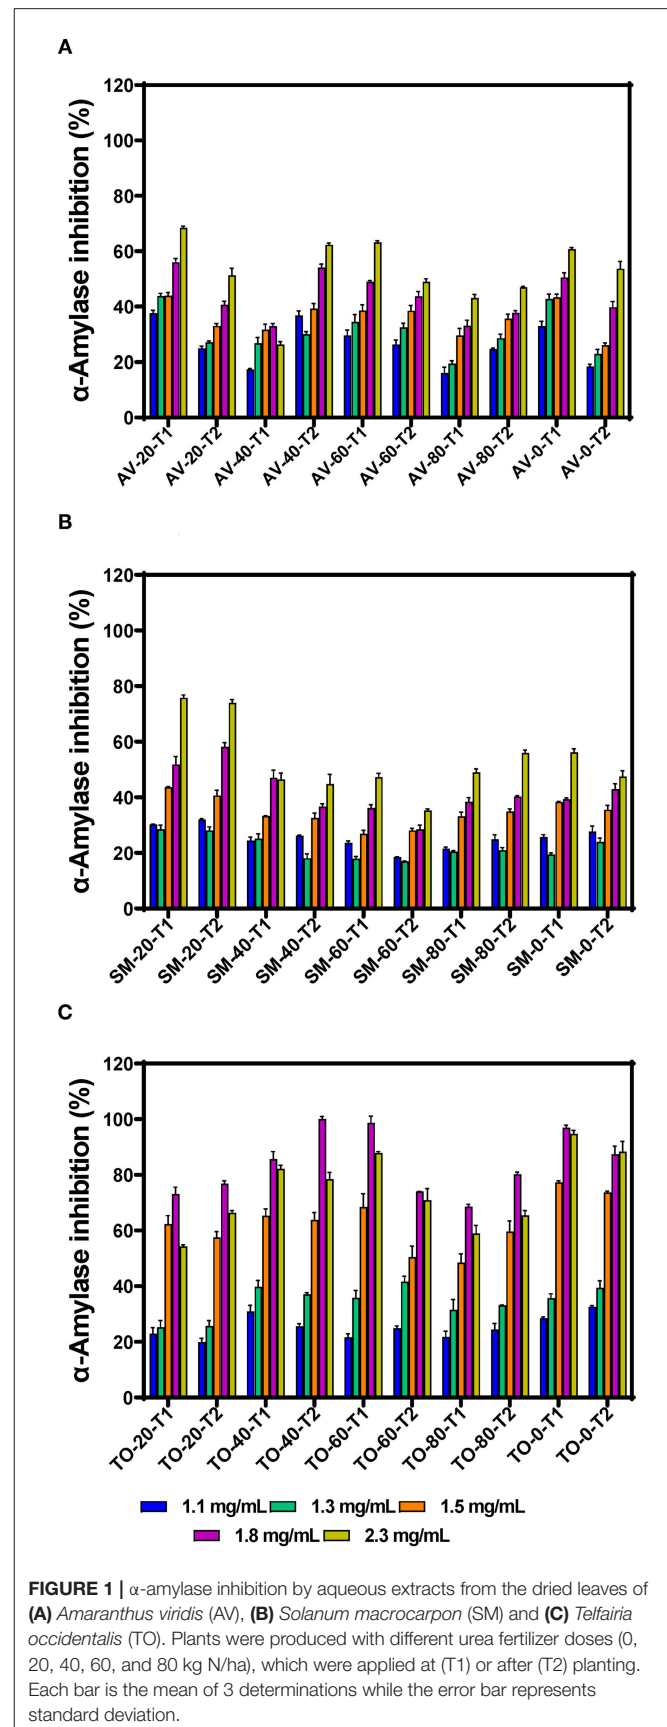 A
α-Amylase inhibition (%)
120
100
80
60
40
20
0
AV-20-T1
AV-20-T2
AV-40-T1
AV-40-T2
AV-60-T1
AV-60-T2
AV-80-T1
AV-80-T2
AV-0-T1
AV-0-T2
B
α-Amylase inhibition (%)
120
100
80
60
40
20
0
SM-20-T1
SM-20-T2
SM-40-T1
SM-40-T2
SM-60-T1
SM-60-T2
SM-80-T1
SM-80-T2
SM-0-T1
SM-0-T2
C
α-Amylase inhibition (%)
120
100
80
60
40
20
0
TO-20-T1
TO-20-T2
TO-40-T1
TO-40-T2
TO-60-T1
TO-60-T2
TO-80-T1
TO-80-T2
TO-0-T1
TO-0-T2
1.1 mg/mL 1.3 mg/mL 1.5 mg/mL
1.8 mg/mL 2.3 mg/mL
FIGURE 1 | α-amylase inhibition by aqueous extracts from the dried leaves of
(A) Amaranthus viridis (AV), (B) Solanum macrocarpon (SM) and (C) Telfairia
occidentalis (TO). Plants were produced with different urea fertilizer doses (0,
20, 40, 60, and 80 kg N/ha), which were applied at (T1) or after (T2) planting.
Each bar is the mean of 3 determinations while the error bar represents
standard deviation.